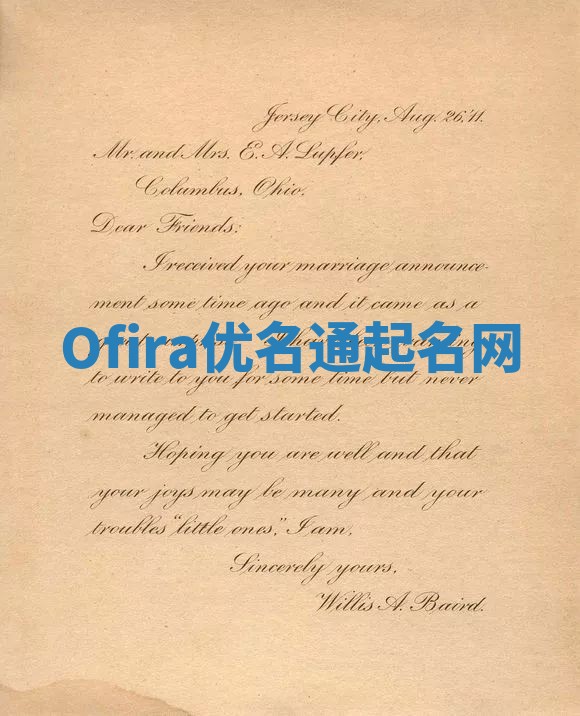 Jersey City, Aug. 26, '11.
Mr. and Mrs. E. A. Lupfer,
Columbus, Ohio.
Dear Friends:
I received your marriage announce-
ment some time ago and it came as a
Ofira优名通起名网
to write to you for some time but never
managed to get started.
Hoping you are well and that
your joys may be many and your
troubles "little ones," I am,
Sincerely yours,
Willis A. Baird.